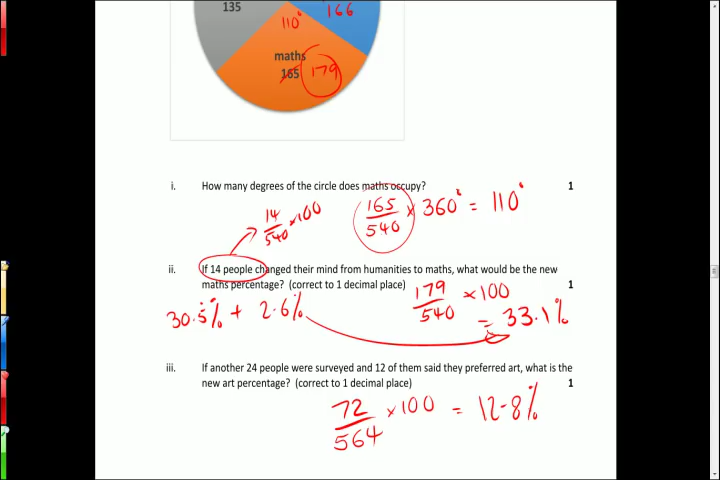 135
166
110°
maths
165 179
i. How many degrees of the circle does maths occupy? 1
165/540 × 360° = 110°
14/540 × 100
ii. If 14 people changed their mind from humanities to maths, what would be the new
maths percentage? (correct to 1 decimal place) 1
179/540 × 100
= 33.1%
30.5% + 2.6%
iii. If another 24 people were surveyed and 12 of them said they preferred art, what is the
new art percentage? (correct to 1 decimal place) 1
72/564 × 100 = 12.8%